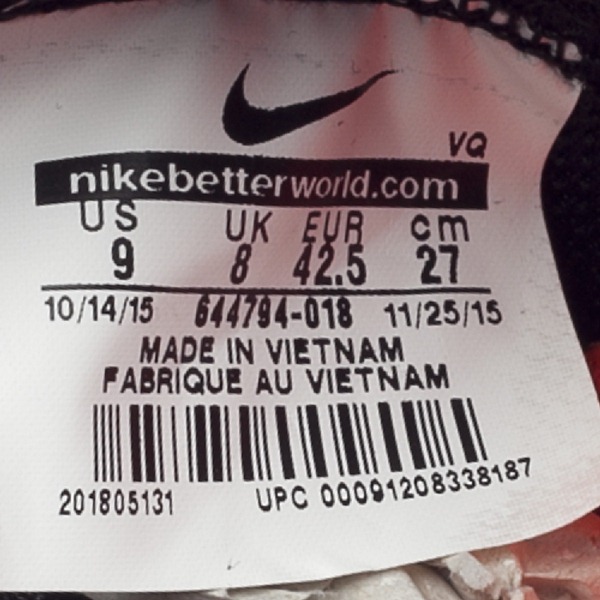 VQ
nikebetterworld.com
US UK EUR cm
9 8 42.5 27
10/14/15 644794-018 11/25/15
MADE IN VIETNAM
FABRIQUE AU VIETNAM
201805131 UPC 00091208338187